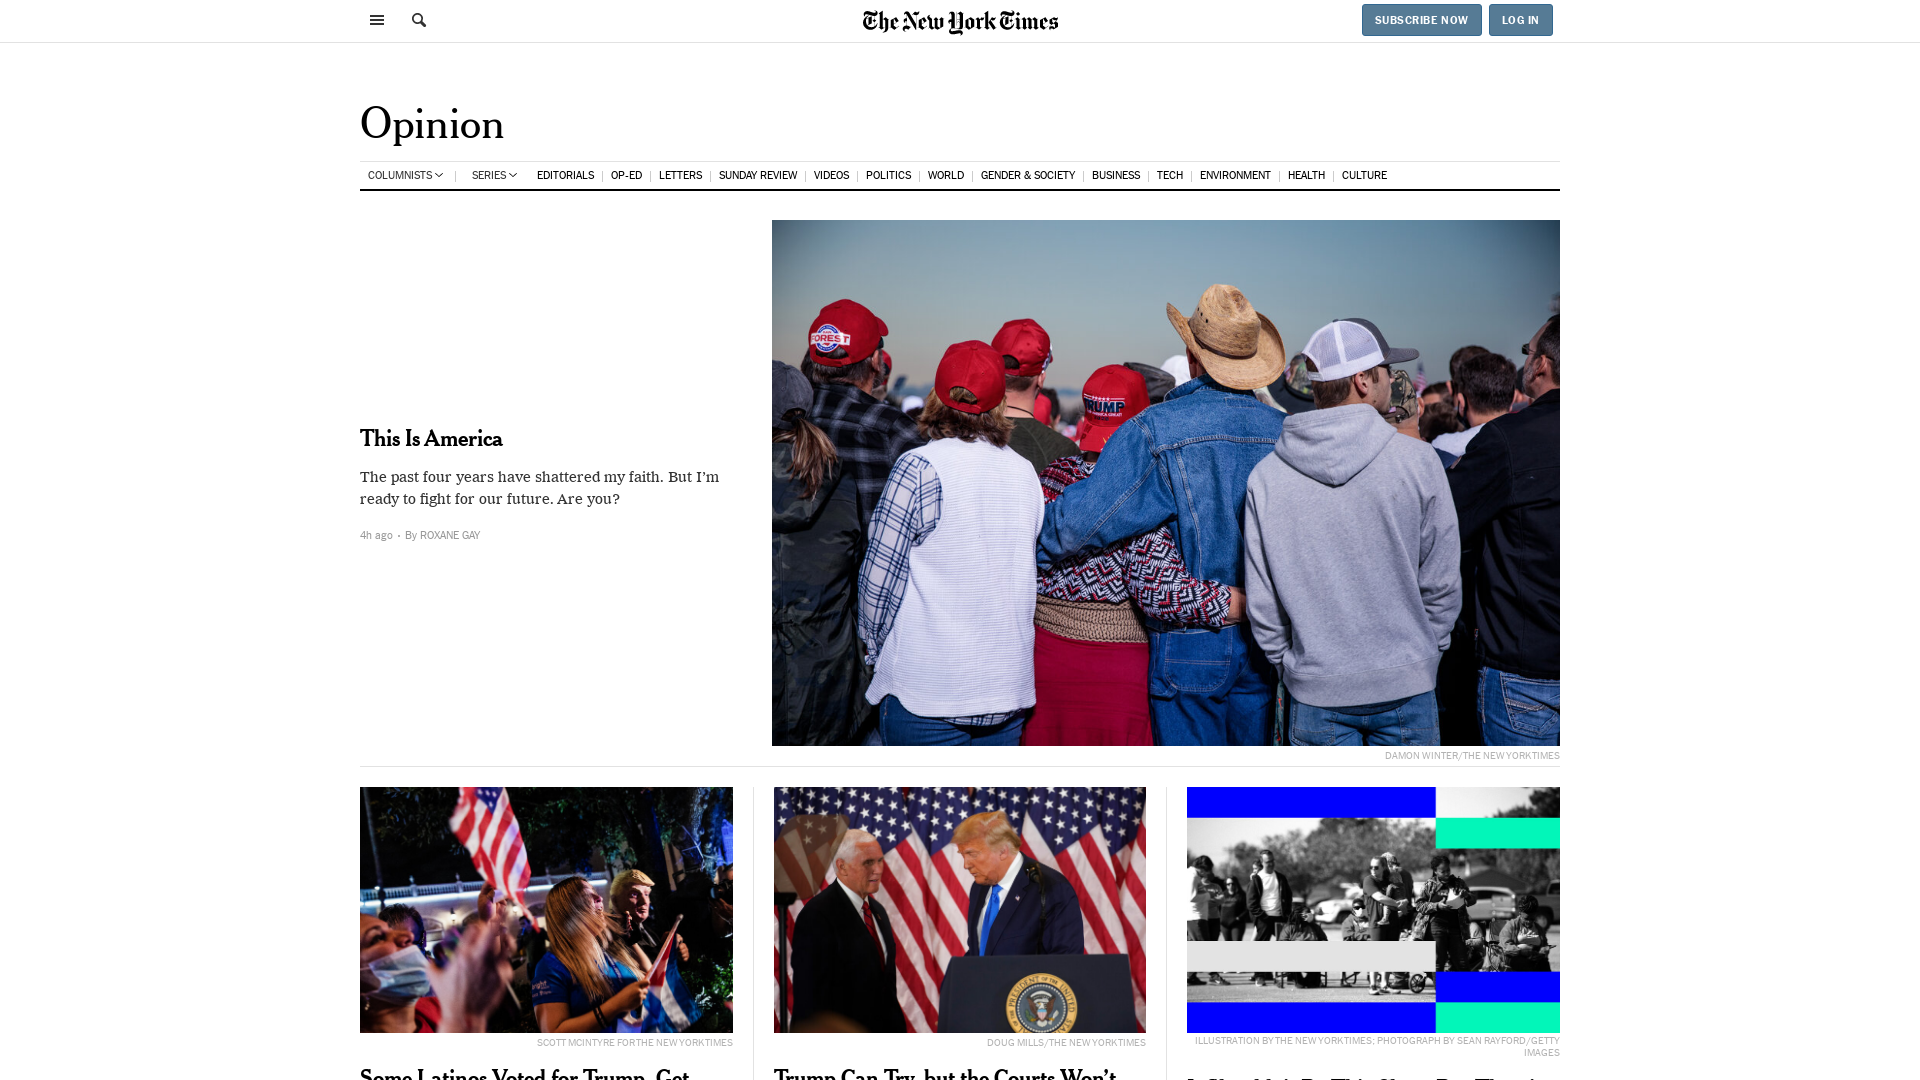 The New York Times
SUBSCRIBE NOW
LOG IN
Opinion
COLUMNISTS
SERIES
EDITORIALS
OP-ED
LETTERS
SUNDAY REVIEW
VIDEOS
POLITICS
WORLD
GENDER & SOCIETY
BUSINESS
TECH
ENVIRONMENT
HEALTH
CULTURE
FOREST
TRUMP
This Is America
The past four years have shattered my faith. But I'm
ready to fight for our future. Are you?
4h ago • By ROXANE GAY
DAMON WINTER/THE NEW YORK TIMES
SCOTT MCINTYRE FOR THE NEW YORK TIMES
DOUG MILLS/THE NEW YORK TIMES
ILLUSTRATION BY THE NEW YORK TIMES; PHOTOGRAPH BY SEAN RAYFORD/GETTY
IMAGES
Some Latinos Voted for Trump. Get
Trump Can Try, but the Courts Won't